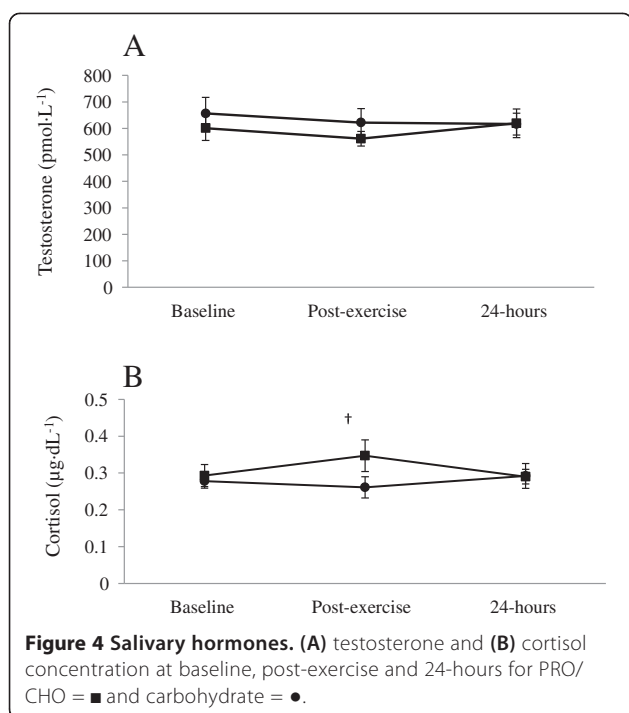 A
800
700
600
500
400
300
200
100
0
Testosterone (pmol·L⁻¹)
Baseline Post-exercise 24-hours
B
0.5
0.4
0.3
0.2
0.1
0
Cortisol (µg·dL⁻¹)
†
Baseline Post-exercise 24-hours
Figure 4 Salivary hormones. (A) testosterone and (B) cortisol
concentration at baseline, post-exercise and 24-hours for PRO/
CHO = ■ and carbohydrate = ●.